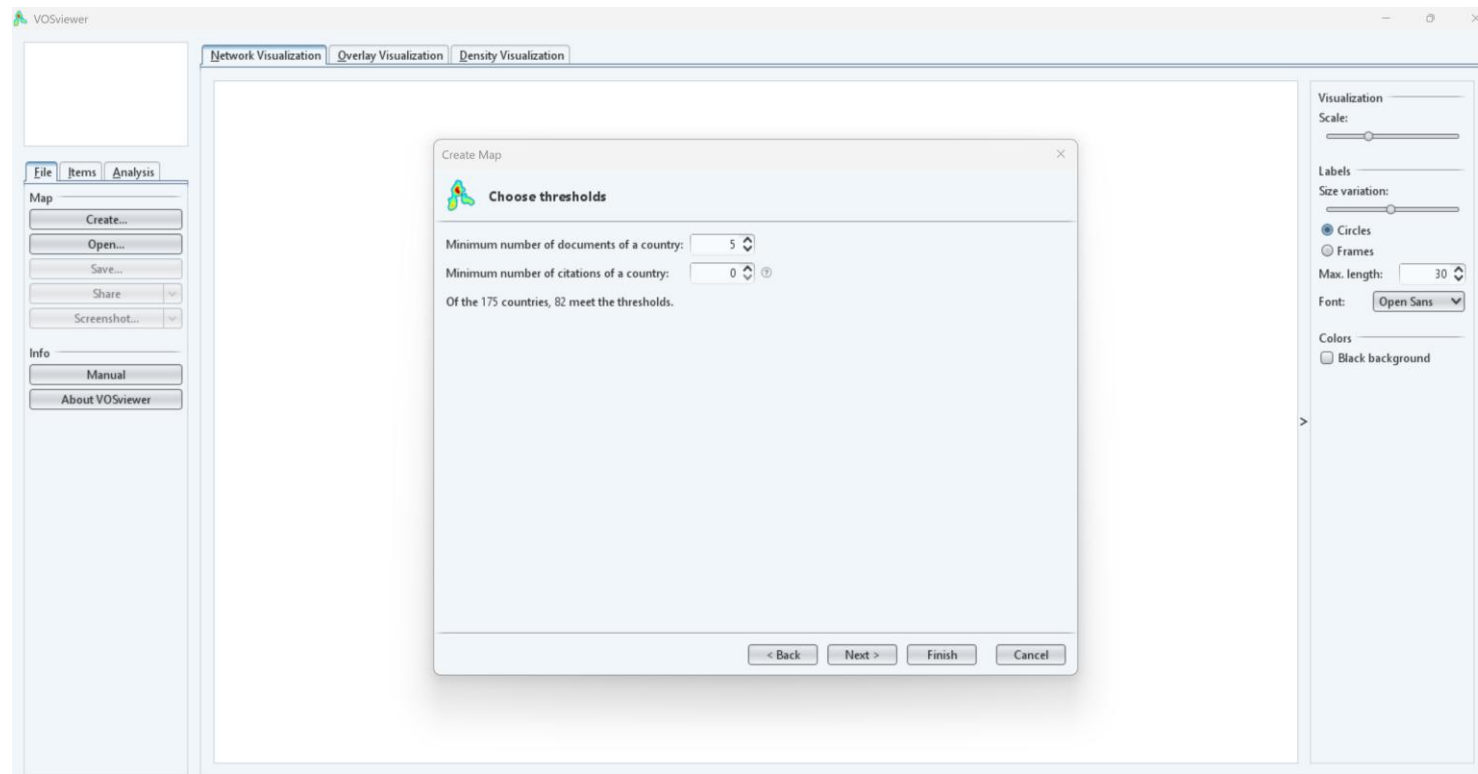 VOSviewer
Network Visualization Overlay Visualization Density Visualization
File Items Analysis
Map
Create...
Open...
Save...
Share
Screenshot...
Info
Manual
About VOSviewer
Create Map
Choose thresholds
Minimum number of documents of a country: 5
Minimum number of citations of a country: 0 ?
Of the 175 countries, 82 meet the thresholds.
< Back Next > Finish Cancel
>
Visualization
Scale:
Labels
Size variation:
Circles
Frames
Max. length: 30
Font: Open Sans
Colors
Black background